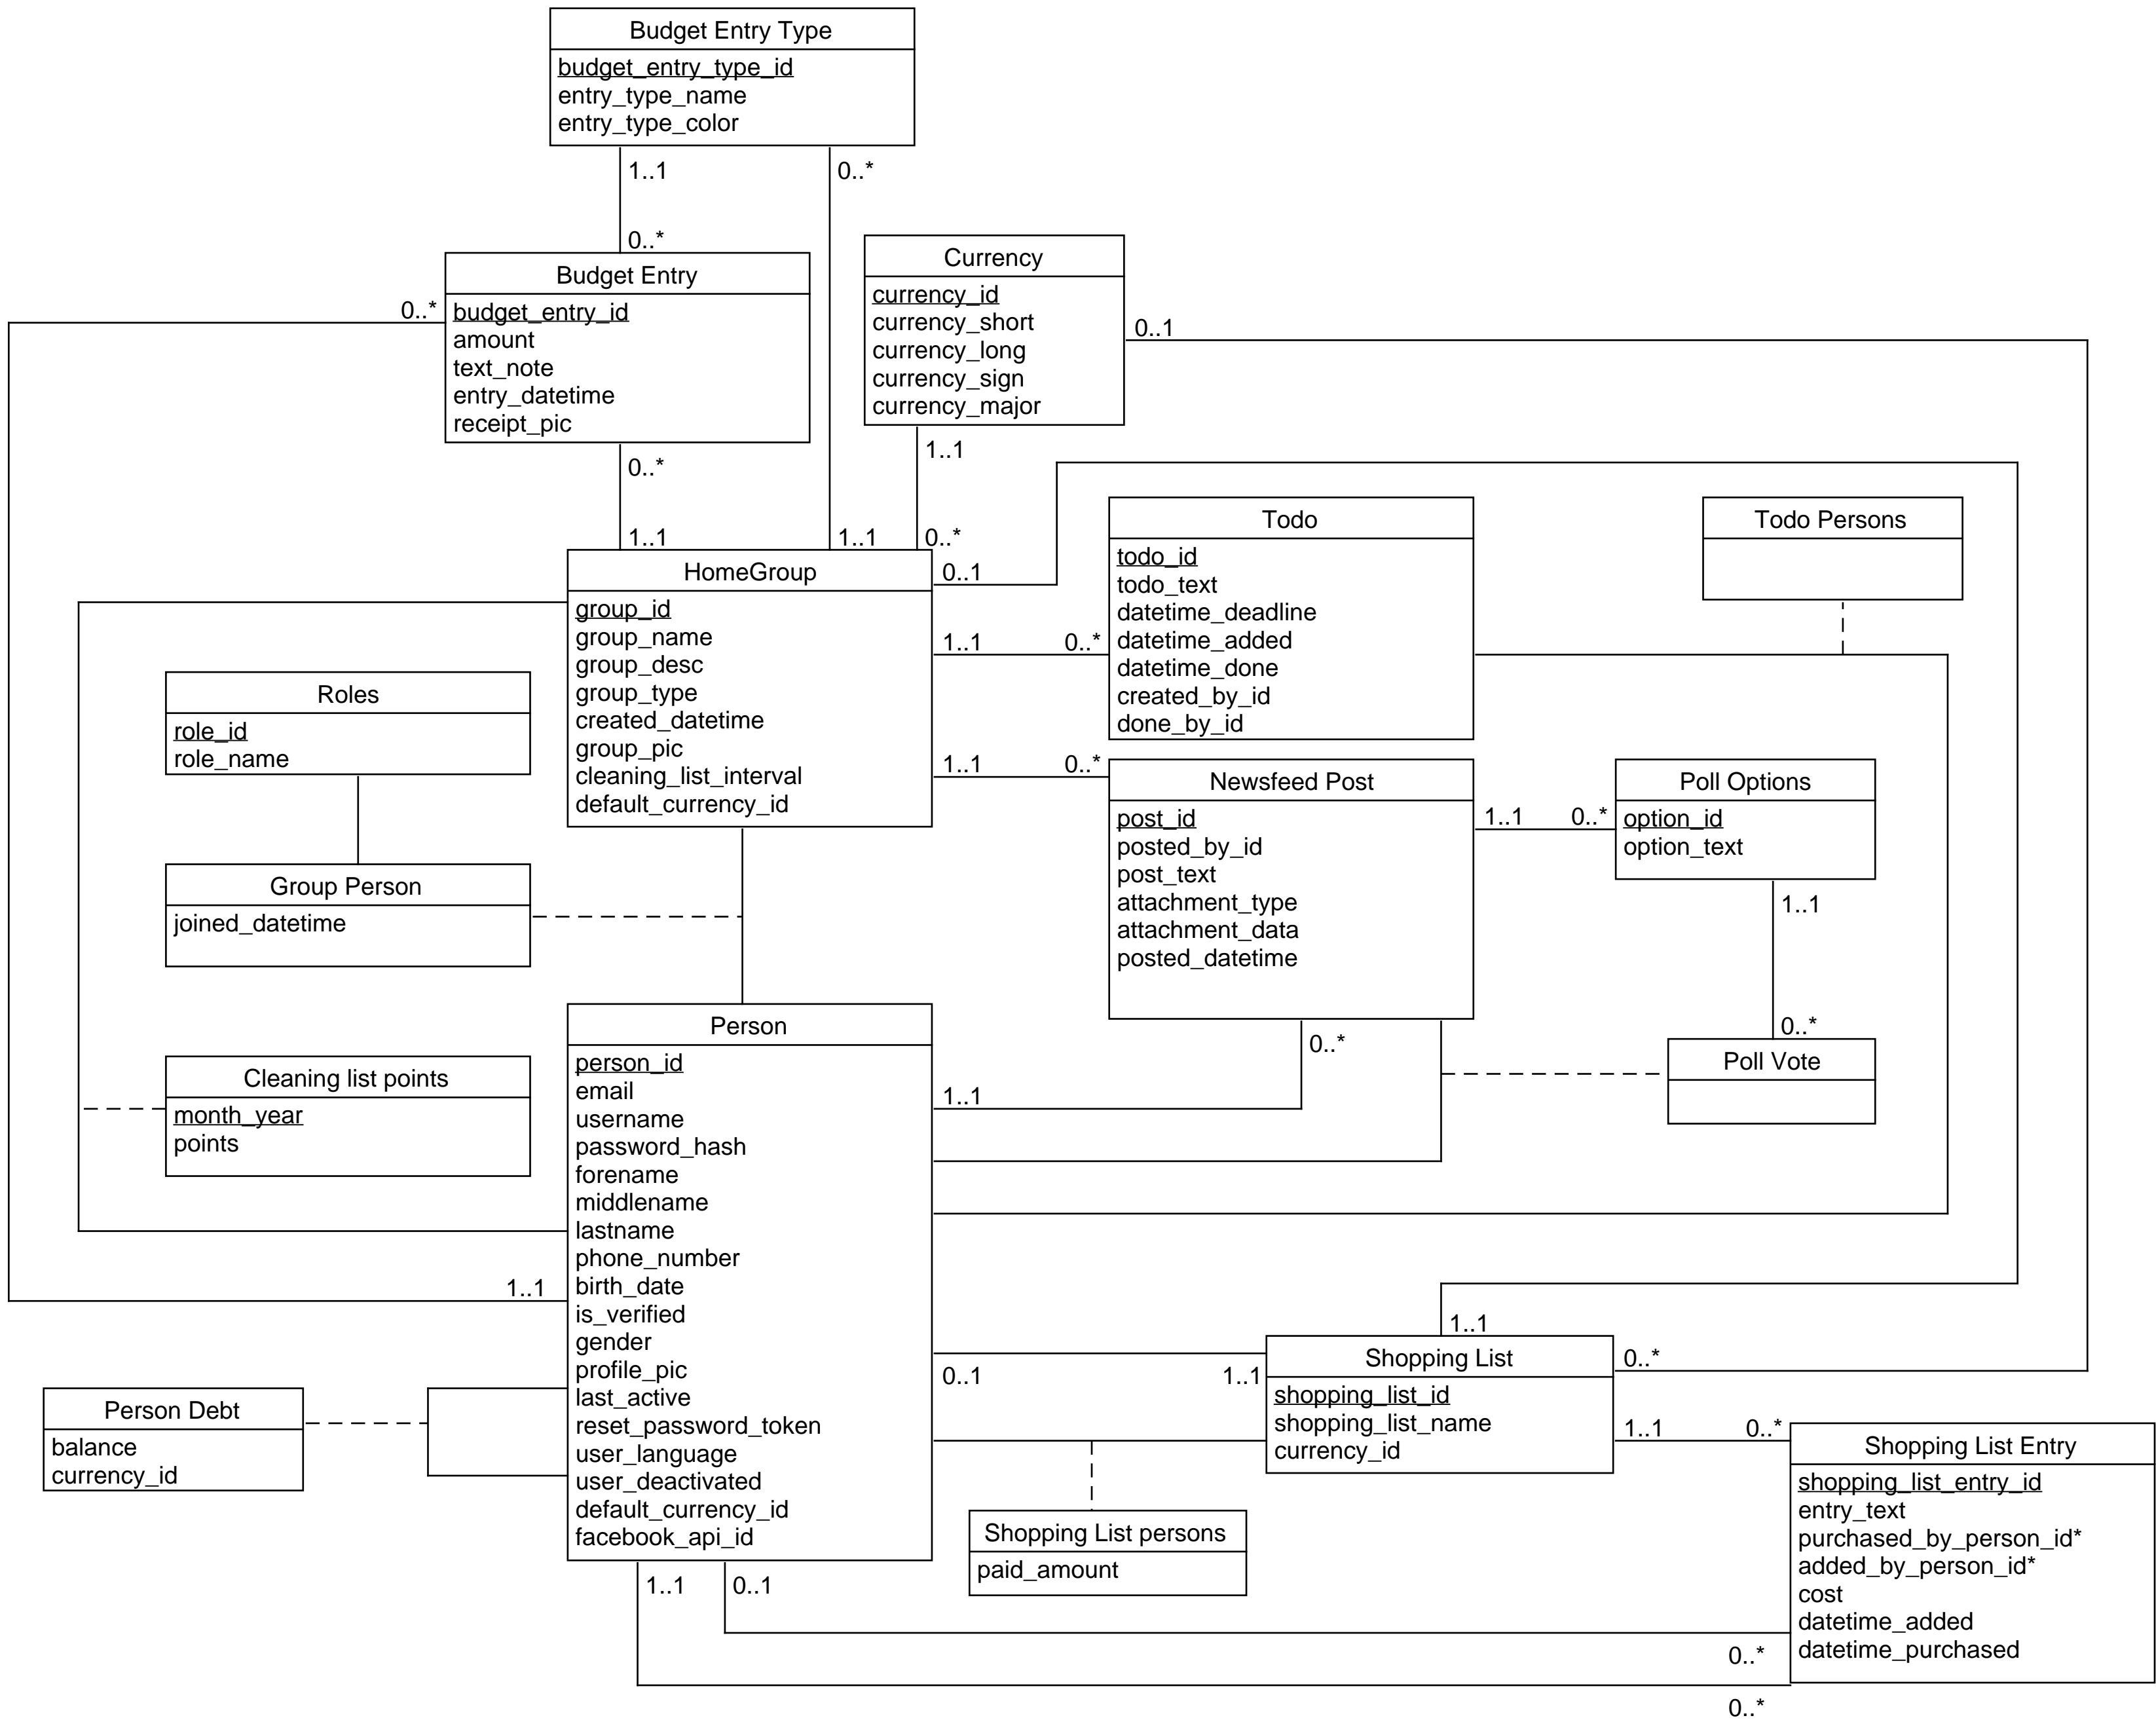 Budget Entry Type
budget_entry_type_id
entry_type_name
entry_type_color
1..1
0..*
0..*
Budget Entry
budget_entry_id
amount
text_note
entry_datetime
receipt_pic
0..*
0..*
1..1
1..1
Currency
currency_id
currency_short
currency_long
currency_sign
currency_major
0..1
1..1
0..*
HomeGroup
group_id
group_name
group_desc
group_type
created_datetime
group_pic
cleaning_list_interval
default_currency_id
0..1
1..1
0..*
1..1
0..*
Todo
todo_id
todo_text
datetime_deadline
datetime_added
datetime_done
created_by_id
done_by_id
Todo Persons
Roles
role_id
role_name
Group Person
joined_datetime
Newsfeed Post
post_id
posted_by_id
post_text
attachment_type
attachment_data
posted_datetime
1..1
0..*
Poll Options
option_id
option_text
1..1
0..*
Poll Vote
0..*
1..1
Cleaning list points
month_year
points
Person
person_id
email
username
password_hash
forename
middlename
lastname
phone_number
birth_date
is_verified
gender
profile_pic
last_active
reset_password_token
user_language
user_deactivated
default_currency_id
facebook_api_id
1..1
Person Debt
balance
currency_id
0..1
1..1
1..1
Shopping List
shopping_list_id
shopping_list_name
currency_id
0..*
1..1
0..*
Shopping List persons
paid_amount
Shopping List Entry
shopping_list_entry_id
entry_text
purchased_by_person_id*
added_by_person_id*
cost
datetime_added
datetime_purchased
1..1
0..1
0..*
0..*